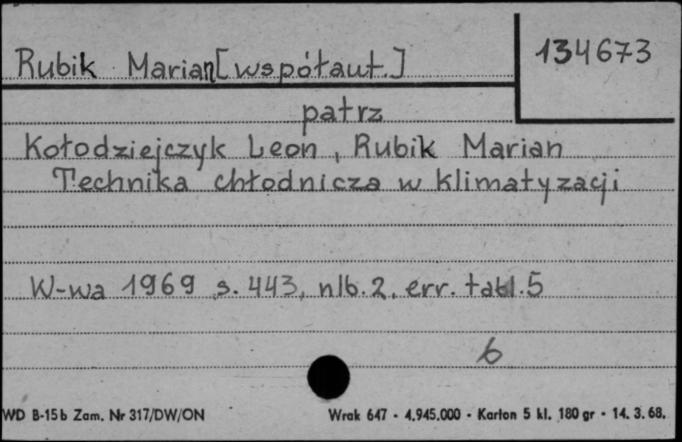 134673
Rubik Marian [współaut.]
patrz
Kołodziejczyk Leon, Rubik Marian
Technika chłodnicza w klimatyzacji
W-wa 1969 s. 443, nlb. 2, err. tabl. 5
6
WD B-15b Zam. Nr 317/DW/ON Wrak 647 - 4.945.000 - Karton 5 kl. 180 gr - 14. 3. 68.